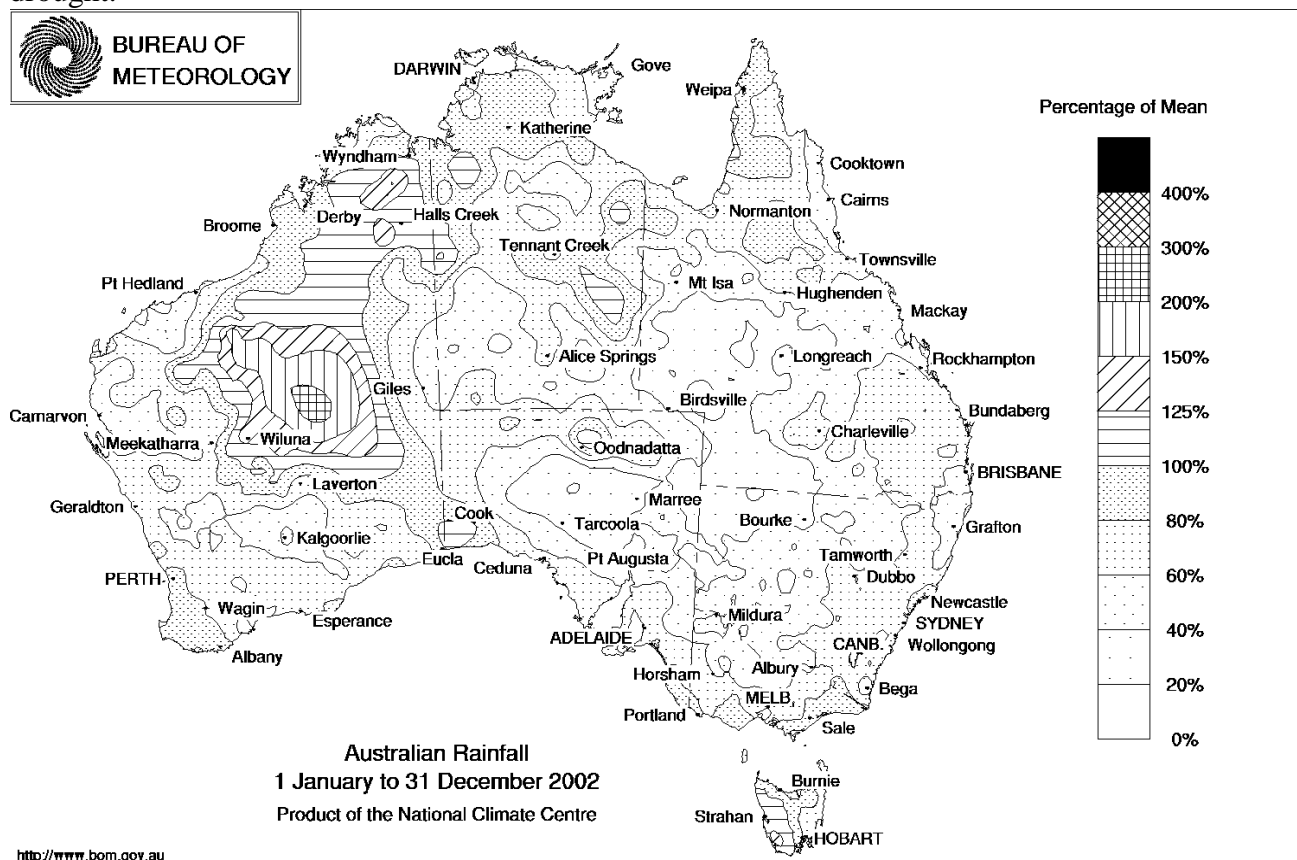 drought.
BUREAU OF
METEOROLOGY
DARWIN
Gove
Weipa
Katherine
Wyndham
Cooktown
Cairns
Broome
Derby
Halls Creek
Normanton
Tennant Creek
Townsville
Pt Hedland
Mt Isa
Hughenden
Mackay
Alice Springs
Longreach
Rockhampton
Giles
Birdsville
Bundaberg
Carnarvon
Meekatharra
Wiluna
Oodnadatta
Charleville
BRISBANE
Laverton
Geraldton
Marree
Cook
Tarcoola
Bourke
Grafton
Kalgoorlie
Eucla
Ceduna
Pt Augusta
Tamworth
Dubbo
PERTH
Wagin
Esperance
Albany
ADELAIDE
Mildura
Newcastle
SYDNEY
Wollongong
CANB.
Horsham
Albury
MELB.
Bega
Portland
Sale
Burnie
Strahan
HOBART
Percentage of Mean
400%
300%
200%
150%
125%
100%
80%
60%
40%
20%
0%
Australian Rainfall
1 January to 31 December 2002
Product of the National Climate Centre
http://www.bom.gov.au